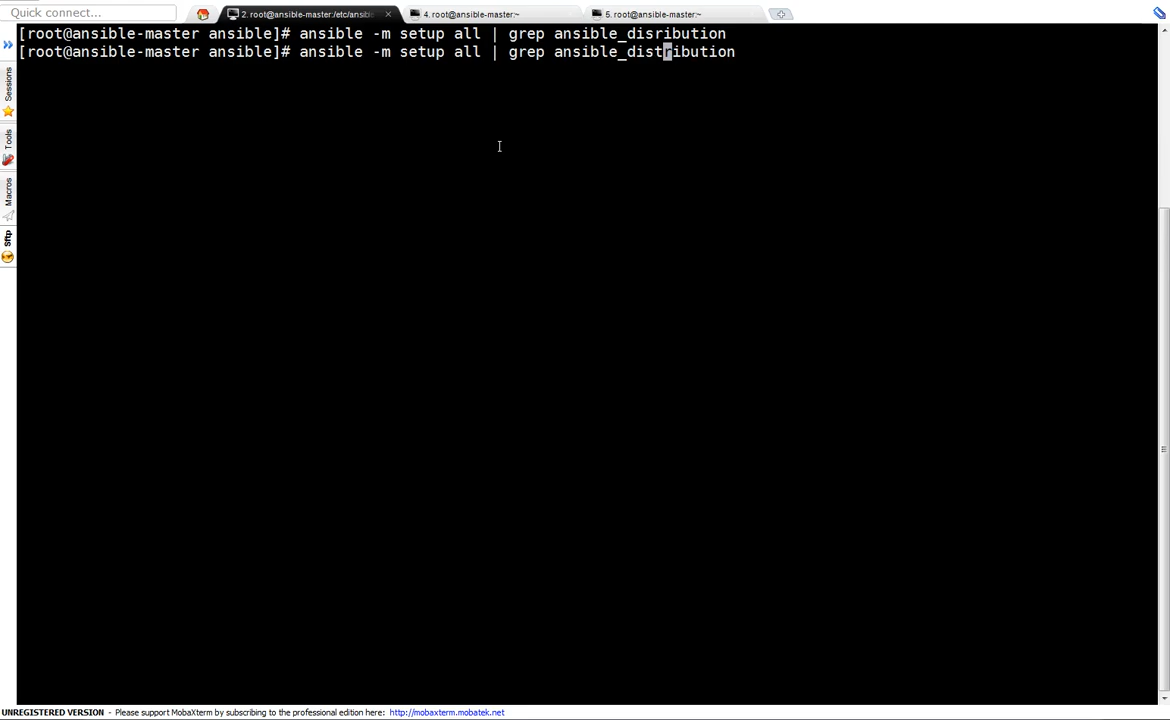 Quick connect...
2. root@ansible-master:/etc/ansible
4. root@ansible-master:~
5. root@ansible-master:~
[root@ansible-master ansible]# ansible -m setup all | grep ansible_disribution
[root@ansible-master ansible]# ansible -m setup all | grep ansible_distribution
Sessions
Tools
Macros
Sftp
UNREGISTERED VERSION - Please support MobaXterm by subscribing to the professional edition here: http://mobaxterm.mobatek.net